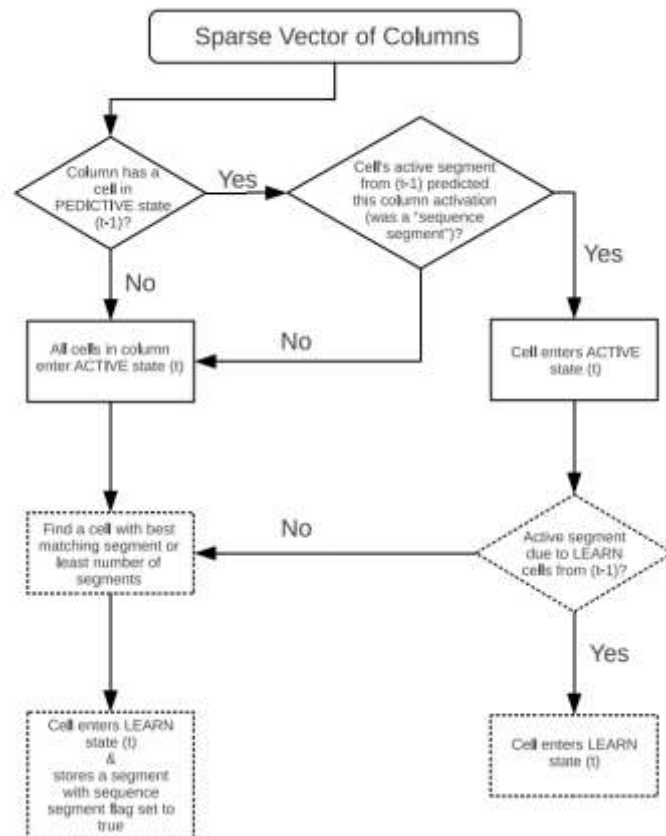 Sparse Vector of Columns
Column has a
cell in
PEDICTIVE state
(t-1)?
Yes
Cell's active segment
from (t-1) predicted
this column activation
(was a "sequence
segment")?
No
Yes
All cells in column
enter ACTIVE state (t)
No
Cell enters ACTIVE
state (t)
Find a cell with best
matching segment or
least number of
segments
No
Active segment
due to LEARN
cells from (t-1)?
Yes
Cell enters LEARN
state (t)
&
stores a segment
with sequence
segment flag set to
true
Cell enters LEARN
state (t)